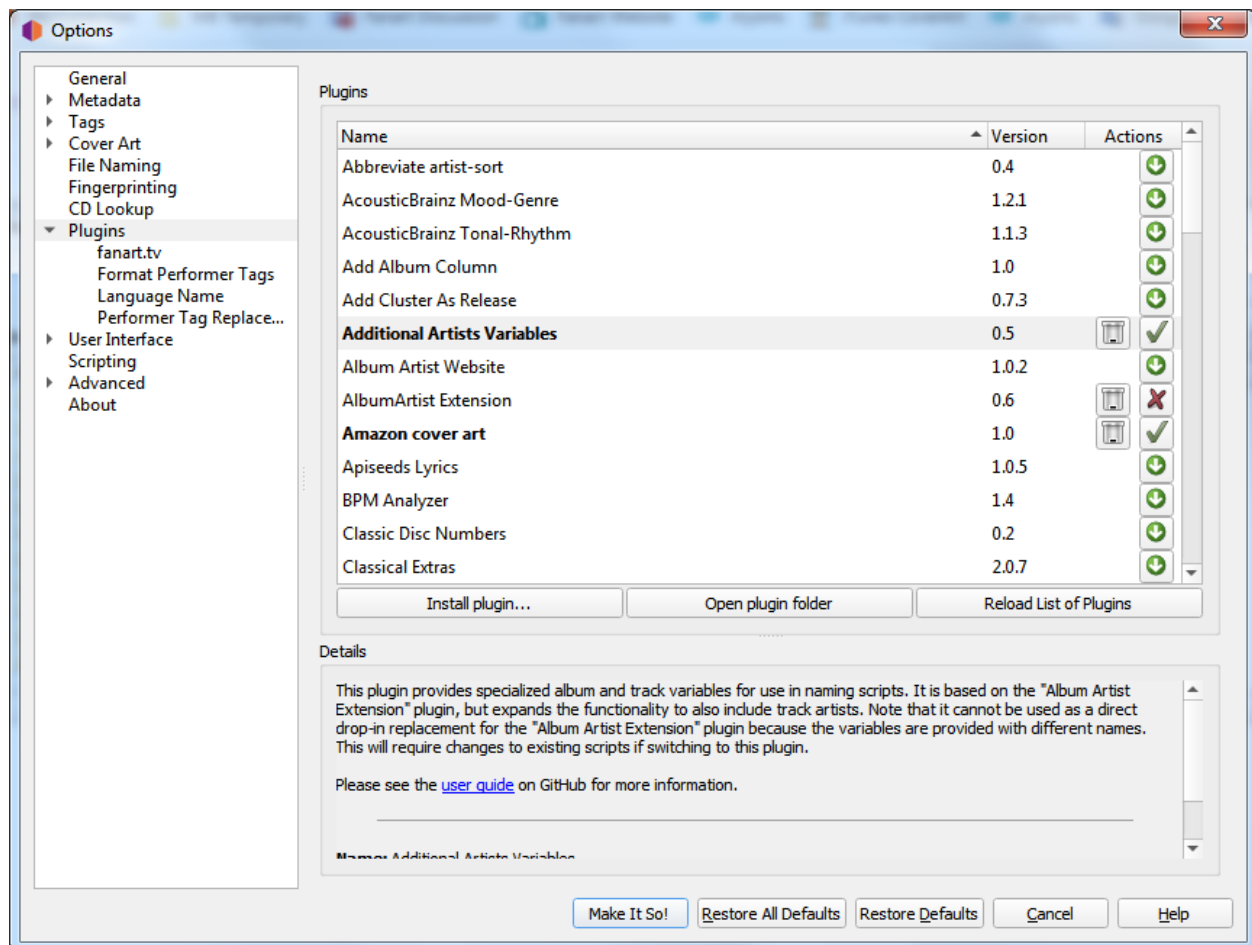 Options
General
Metadata
Tags
Cover Art
File Naming
Fingerprinting
CD Lookup
Plugins
fanart.tv
Format Performer Tags
Language Name
Performer Tag Replace...
User Interface
Scripting
Advanced
About
Plugins
Name Version Actions
Abbreviate artist-sort 0.4
AcousticBrainz Mood-Genre 1.2.1
AcousticBrainz Tonal-Rhythm 1.1.3
Add Album Column 1.0
Add Cluster As Release 0.7.3
Additional Artists Variables 0.5
Album Artist Website 1.0.2
AlbumArtist Extension 0.6
Amazon cover art 1.0
Apiseeds Lyrics 1.0.5
BPM Analyzer 1.4
Classic Disc Numbers 0.2
Classical Extras 2.0.7
Install plugin... Open plugin folder Reload List of Plugins
Details
This plugin provides specialized album and track variables for use in naming scripts. It is based on the "Album Artist
Extension" plugin, but expands the functionality to also include track artists. Note that it cannot be used as a direct
drop-in replacement for the "Album Artist Extension" plugin because the variables are provided with different names.
This will require changes to existing scripts if switching to this plugin.
Please see the user guide on GitHub for more information.
Name: Additional Artists Variables
Make It So! Restore All Defaults Restore Defaults Cancel Help